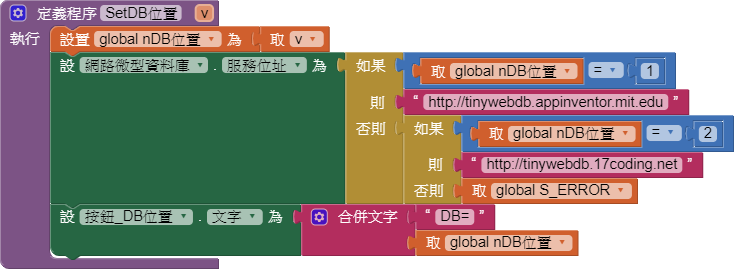 定義程序 SetDB位置 v
執行 設置 global nDB位置 為 取 v
設 網路微型資料庫 . 服務位址 為 如果 取 global nDB位置 = 1
則 “ http://tinywebdb.appinventor.mit.edu ”
否則 如果 取 global nDB位置 = 2
則 “ http://tinywebdb.17coding.net ”
否則 取 global S_ERROR
設 按鈕_DB位置 . 文字 為 合併文字 “ DB= ”
取 global nDB位置